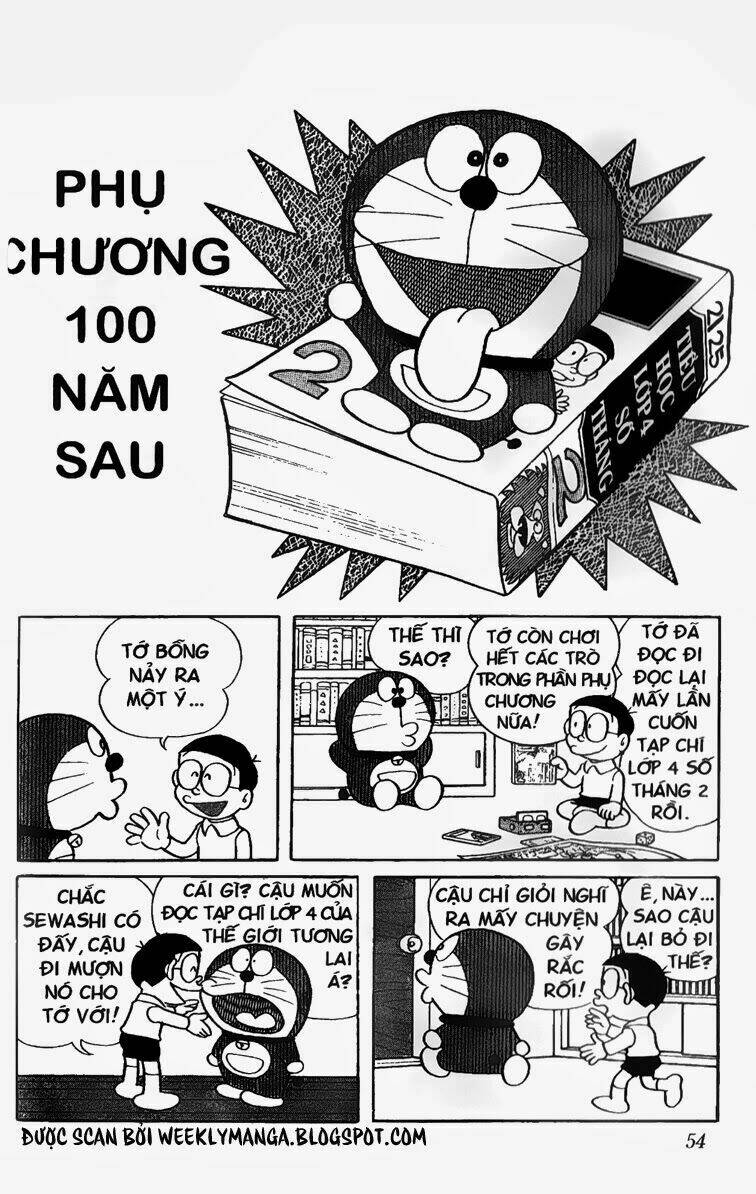 PHỤ
CHƯƠNG
100
NĂM
SAU
2
2125
TIỂU
HỌC
LỚP 4
SỐ
THÁNG
2
TỚ ĐÃ
ĐỌC ĐI
ĐỌC LẠI
MẤY LẦN
CUỐN
TẠP CHÍ
LỚP 4 SỐ
THÁNG 2
RỒI.
TỚ CÒN CHƠI
HẾT CÁC TRÒ
TRONG PHẦN PHỤ
CHƯƠNG
NỮA!
THẾ THÌ
SAO?
TỚ BỖNG
NẢY RA
MỘT Ý...
Ê, NÀY...
SAO CẬU
LẠI BỎ ĐI
THẾ?
CẬU CHỈ GIỎI NGHĨ
RA MẤY CHUYỆN
GÂY
RẮC
RỐI!
CÁI GÌ? CẬU MUỐN
ĐỌC TẠP CHÍ LỚP 4 CỦA
THẾ GIỚI TƯƠNG
LAI
Á?
CHẮC
SEWASHI CÓ
ĐẤY, CẬU
ĐI MƯỢN
NÓ CHO
TỚ VỚI!
ĐƯỢC SCAN BỞI WEEKLYMANGA.BLOGSPOT.COM
54